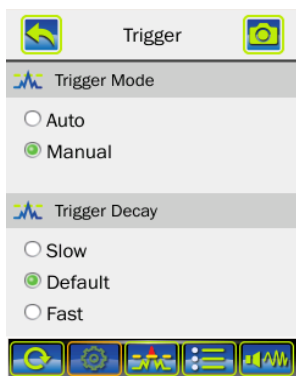 Trigger
Trigger Mode
Auto
Manual
Trigger Decay
Slow
Default
Fast